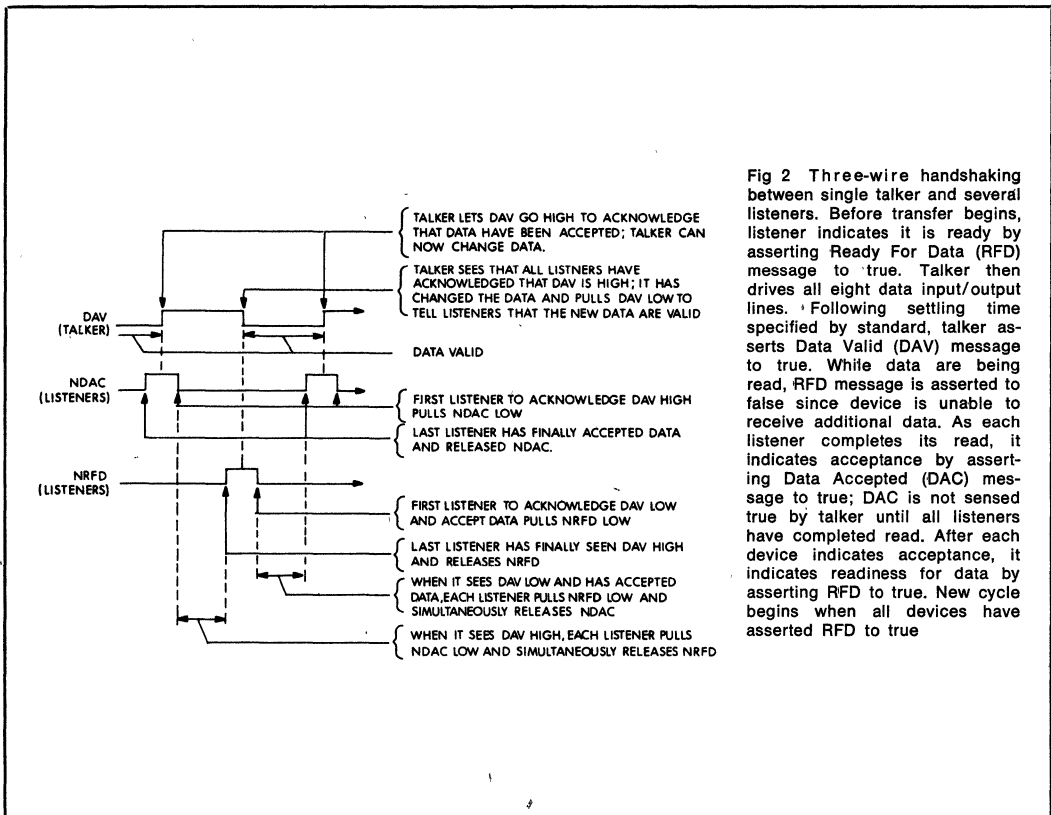 TALKER LETS DAV GO HIGH TO ACKNOWLEDGE
THAT DATA HAVE BEEN ACCEPTED; TALKER CAN
NOW CHANGE DATA.
TALKER SEES THAT ALL LISTNERS HAVE
ACKNOWLEDGED THAT DAV IS HIGH; IT HAS
CHANGED THE DATA AND PULLS DAV LOW TO
TELL LISTENERS THAT THE NEW DATA ARE VALID
DAV
(TALKER)
DATA VALID
NDAC
(LISTENERS)
FIRST LISTENER TO ACKNOWLEDGE DAV HIGH
PULLS NDAC LOW
LAST LISTENER HAS FINALLY ACCEPTED DATA
AND RELEASED NDAC.
NRFD
(LISTENERS)
FIRST LISTENER TO ACKNOWLEDGE DAV LOW
AND ACCEPT DATA PULLS NRFD LOW
LAST LISTENER HAS FINALLY SEEN DAV HIGH
AND RELEASES NRFD
WHEN IT SEES DAV LOW AND HAS ACCEPTED
DATA, EACH LISTENER PULLS NRFD LOW AND
SIMULTANEOUSLY RELEASES NDAC
WHEN IT SEES DAV HIGH, EACH LISTENER PULLS
NDAC LOW AND SIMULTANEOUSLY RELEASES NRFD
Fig 2 Three-wire handshaking
between single talker and several
listeners. Before transfer begins,
listener indicates it is ready by
asserting Ready For Data (RFD)
message to true. Talker then
drives all eight data input/output
lines. Following settling time
specified by standard, talker as-
serts Data Valid (DAV) message
to true. While data are being
read, RFD message is asserted to
false since device is unable to
receive additional data. As each
listener completes its read, it
indicates acceptance by assert-
ing Data Accepted (DAC) mes-
sage to true; DAC is not sensed
true by talker until all listeners
have completed read. After each
device indicates acceptance, it
indicates readiness for data by
asserting RFD to true. New cycle
begins when all devices have
asserted RFD to true